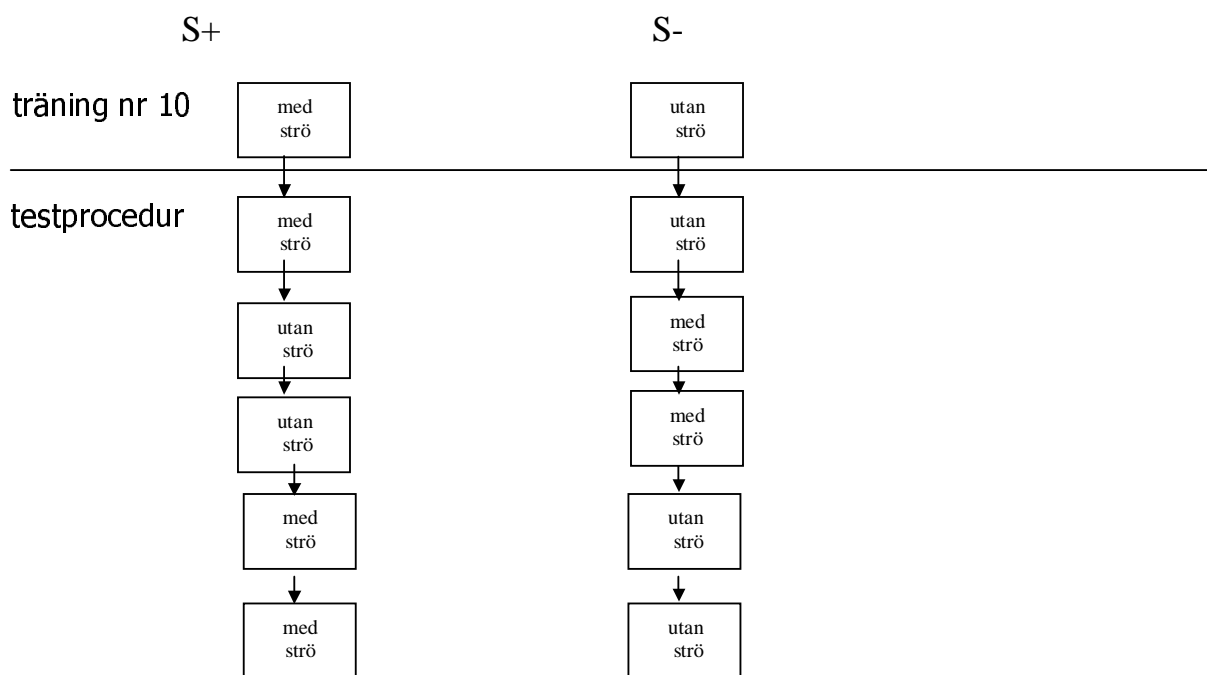 S+
S-
träning nr 10
med
strö
utan
strö
testprocedur
med
strö
utan
strö
utan
strö
med
strö
utan
strö
med
strö
med
strö
utan
strö
med
strö
utan
strö